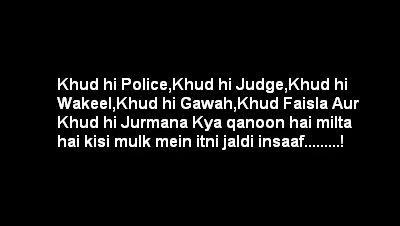 Khud hi Police,Khud hi Judge,Khud hi
Wakeel,Khud hi Gawah,Khud Faisla Aur
Khud hi Jurmana Kya qanoon hai milta
hai kisi mulk mein itni jaldi insaaf.........!